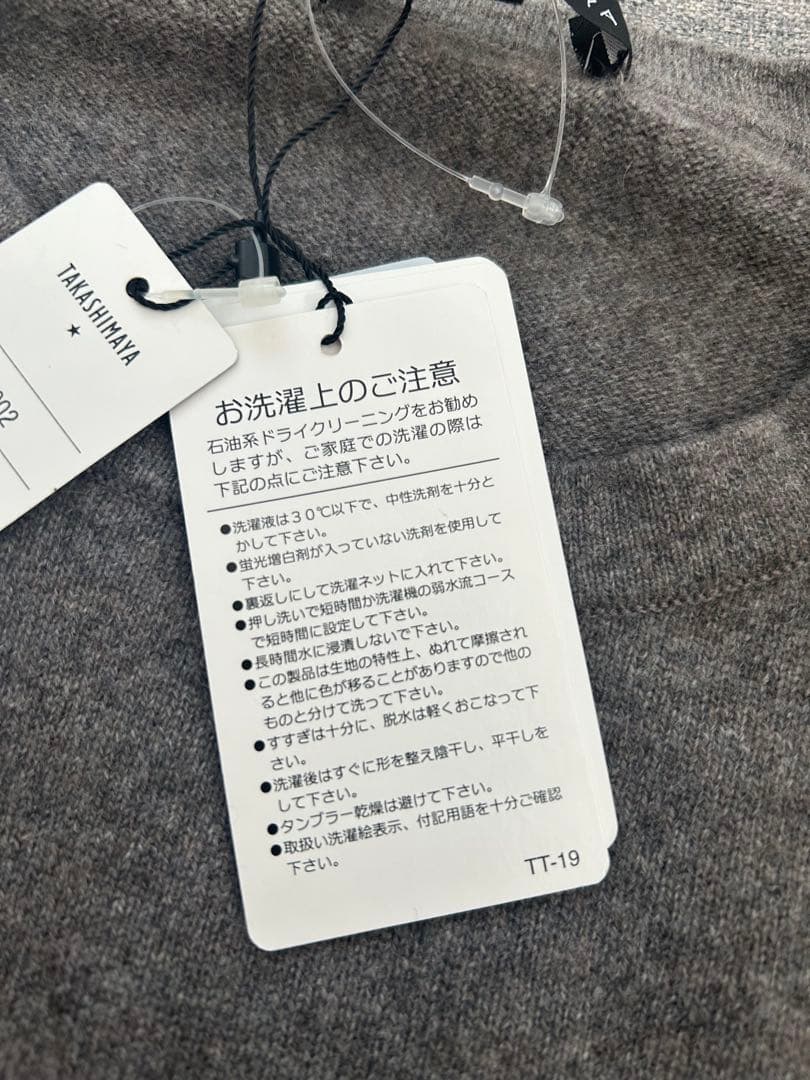 TAKASHIMAYA
お洗濯上のご注意
石油系ドライクリーニングをお勧め
しますが、ご家庭での洗濯の際は
下記の点にご注意下さい。
●洗濯液は30℃以下で、中性洗剤を十分と
かして下さい。
●蛍光増白剤が入っていない洗剤を使用して
下さい。
●裏返しにして洗濯ネットに入れて下さい。
●押し洗いで短時間か洗濯機の弱水流コース
で短時間に設定して下さい。
●長時間水に浸漬しないで下さい。
●この製品は生地の特性上、ぬれて摩擦され
ると他に色が移ることがありますので他の
ものと分けて洗って下さい。
●すすぎは十分に、脱水は軽くおこなって下
さい。
●洗濯後はすぐに形を整え陰干し、平干しを
して下さい。
●タンブラー乾燥は避けて下さい。
●取扱い洗濯絵表示、付記用語を十分ご確認
下さい。
TT-19